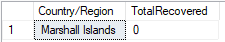 Country/Region TotalRecovered
1 Marshall Islands 0